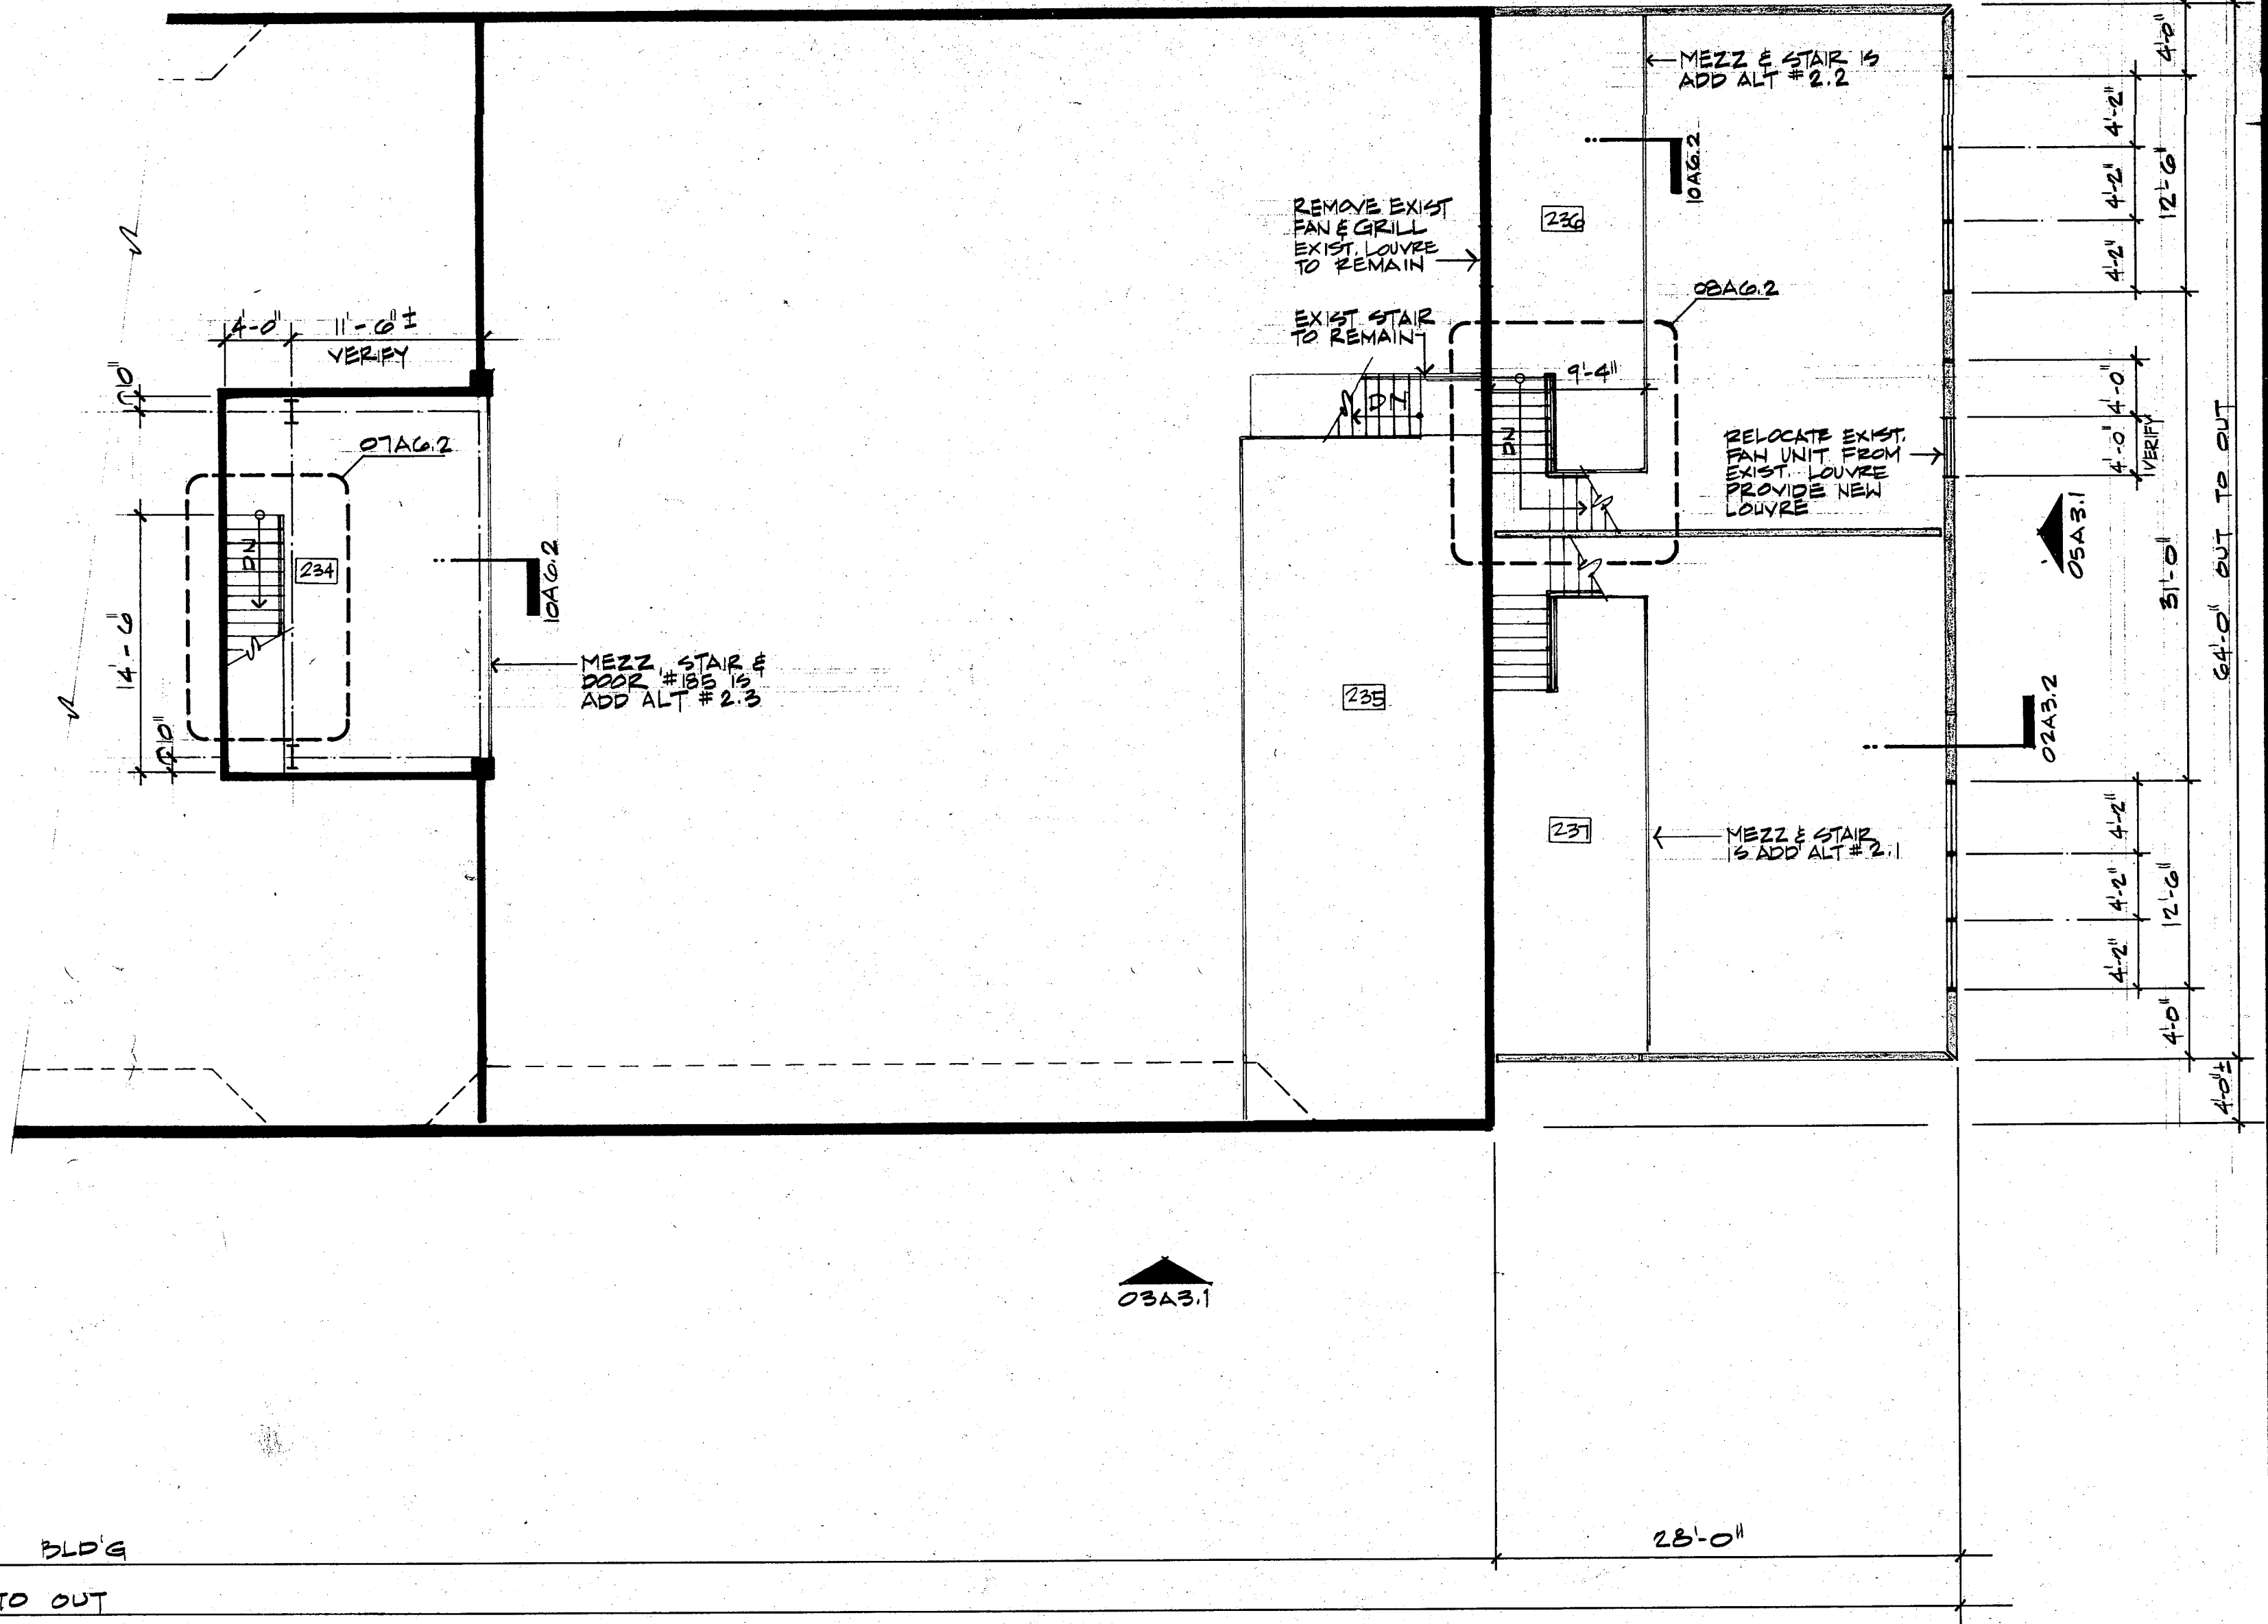 4'-0"
MEZZ & STAIR IS
ADD ALT #2.2
4'-2"
10A6.2
4'-2"
12'-6"
REMOVE EXIST
FAN & GRILL
EXIST. LOUVRE
TO REMAIN
236
4'-2"
08A6.2
4'-0"
11'-6"±
VERIFY
EXIST STAIR
TO REMAIN
10"
9'-4"
4'-0"
DN
DN
07A6.2
RELOCATE EXIST.
FAN UNIT FROM
EXIST. LOUVRE
PROVIDE NEW
LOUVRE
4'-0"
VERIFY
64'-0" OUT TO OUT
05A3.1
31'-0"
DN
234
10A6.2
14'-6"
MEZZ, STAIR &
DOOR #185 IS
ADD ALT #2.3
235
02A3.2
10"
237
MEZZ & STAIR
IS ADD ALT #2.1
4'-2"
4'-2"
12'-6"
4'-2"
4'-0"
4'-0"±
03A3.1
BLD'G
28'-0"
TO OUT